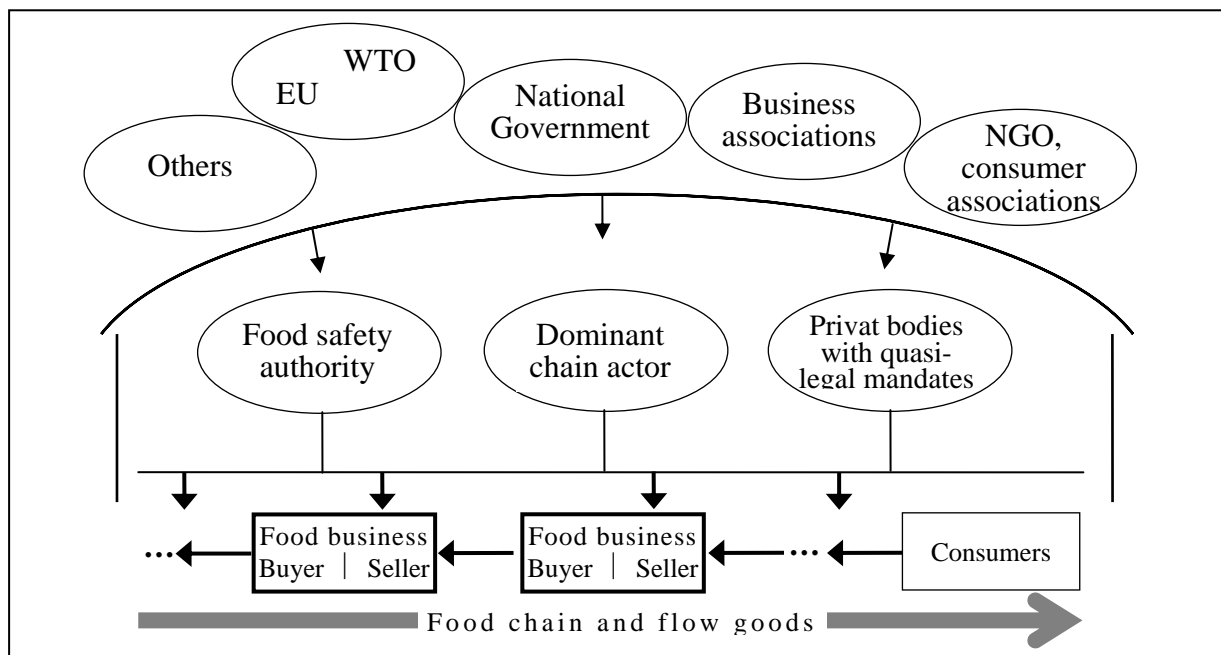 WTO
EU
National
Government
Business
associations
NGO,
consumer
associations
Others
Food safety
authority
Dominant
chain actor
Privat bodies
with quasi-
legal mandates
...
Food business
Buyer | Seller
Food business
Buyer | Seller
...
Consumers
Food chain and flow goods